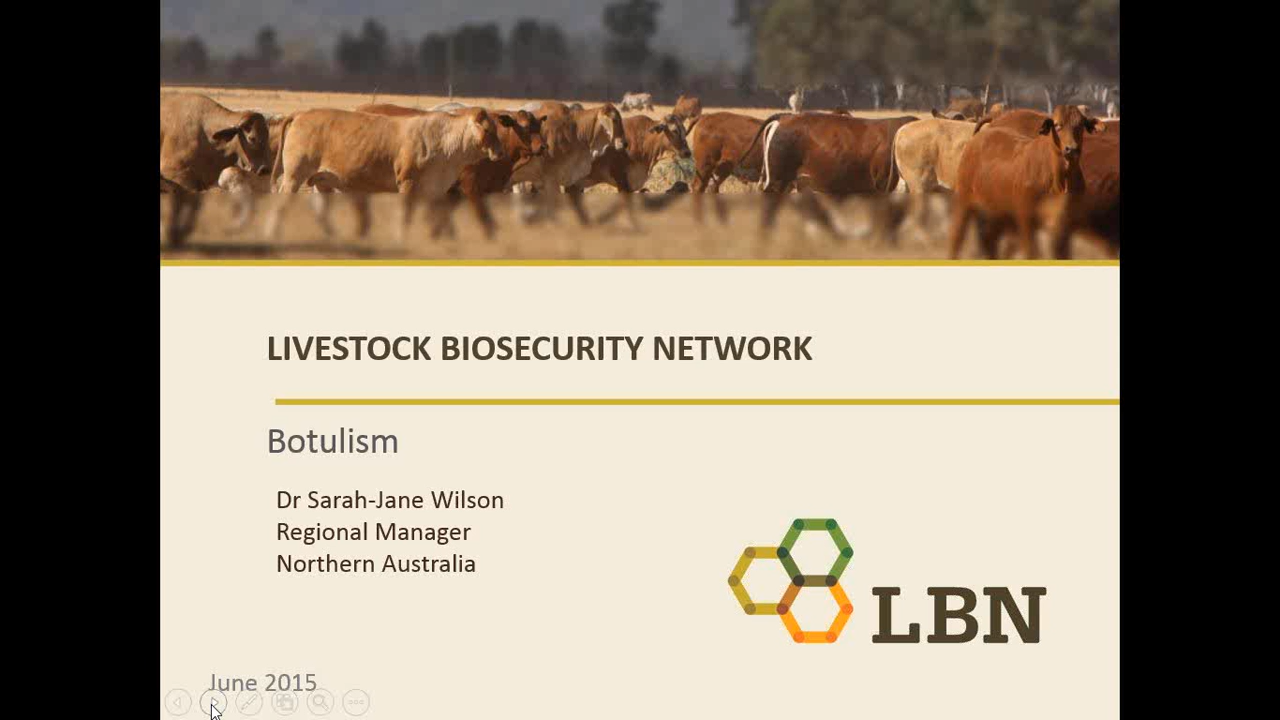 LIVESTOCK BIOSECURITY NETWORK
Botulism
Dr Sarah-Jane Wilson
Regional Manager
Northern Australia
LBN
June 2015